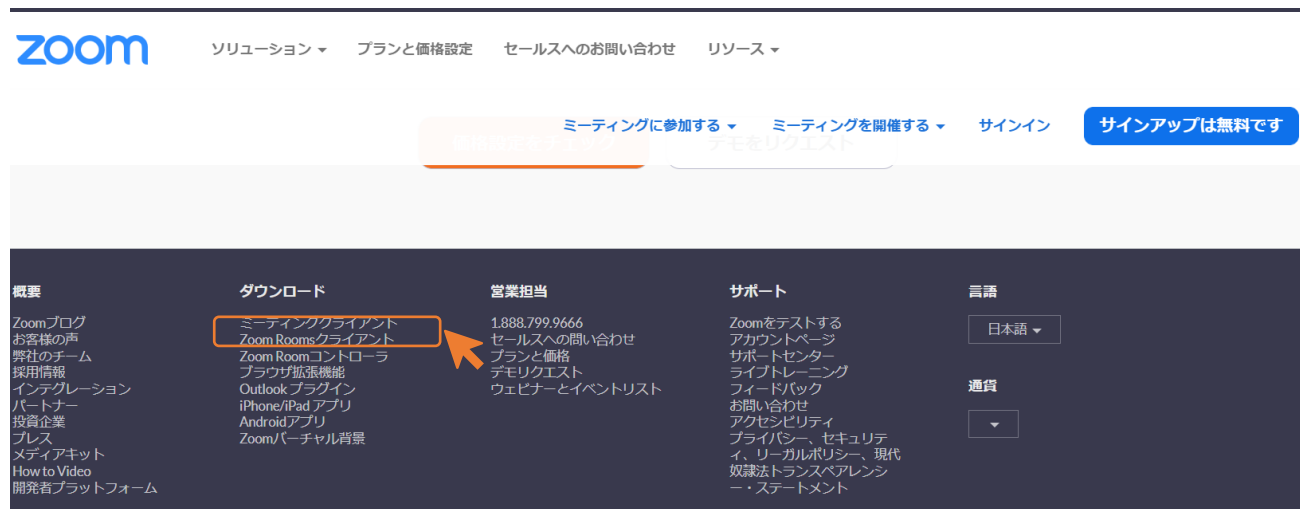 zoom
ソリューション
プランと価格設定
セールスへのお問い合わせ
リソース
ミーティングに参加する
ミーティングを開催する
サインイン
サインアップは無料です
デモをリクエスト
概要
Zoomブログ
お客様の声
弊社のチーム
採用情報
インテグレーション
パートナー
投資企業
プレス
メディアキット
How to Video
開発者プラットフォーム
ダウンロード
ミーティングクライアント
Zoom Roomsクライアント
Zoom Roomコントローラ
ブラウザ拡張機能
Outlook プラグイン
iPhone/iPad アプリ
Androidアプリ
Zoomバーチャル背景
営業担当
1.888.799.9666
セールスへの問い合わせ
プランと価格
デモリクエスト
ウェビナーとイベントリスト
サポート
Zoomをテストする
アカウントページ
サポートセンター
ライブトレーニング
フィードバック
お問い合わせ
アクセシビリティ
プライバシー、セキュリテ
ィ、リーガルポリシー、現代
奴隷法トランスペアレンシ
ー・ステートメント
言語
日本語
通貨